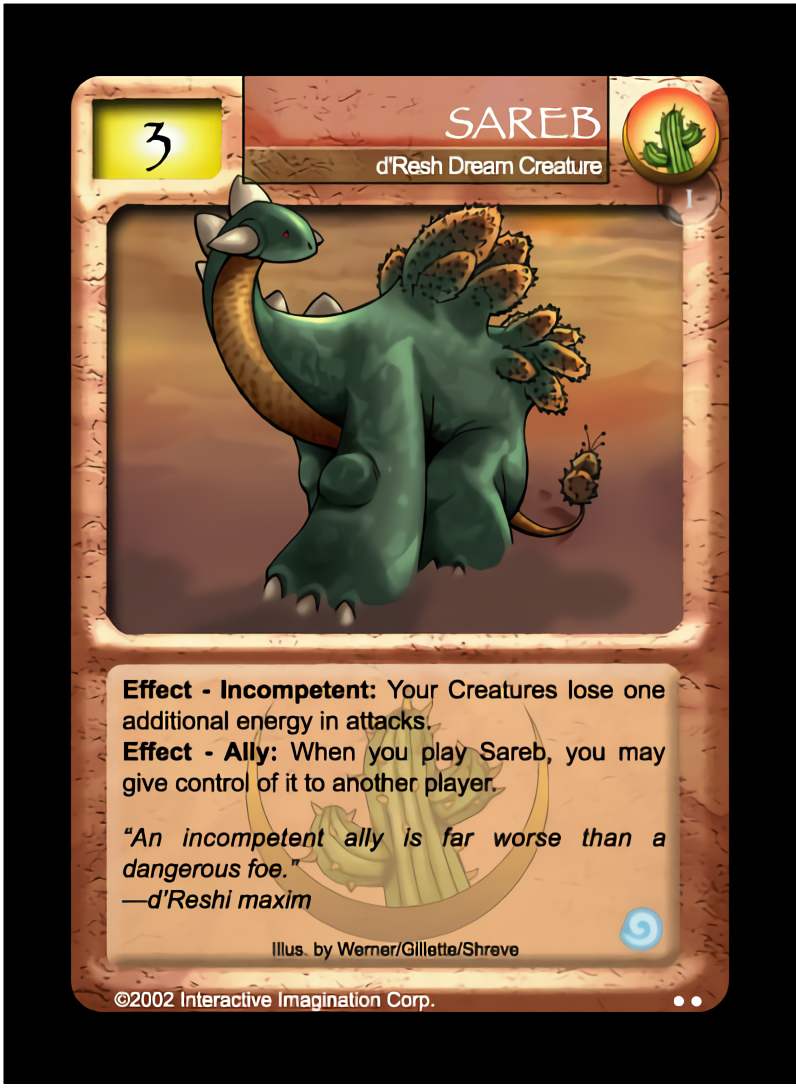 3
SAREB
d'Resh Dream Creature
I
Effect - Incompetent: Your Creatures lose one
additional energy in attacks.
Effect - Ally: When you play Sareb, you may
give control of it to another player.
“An incompetent ally is far worse than a
dangerous foe.”
—d'Reshi maxim
Illus. by Werner/Gillette/Shreve
©2002 Interactive Imagination Corp.